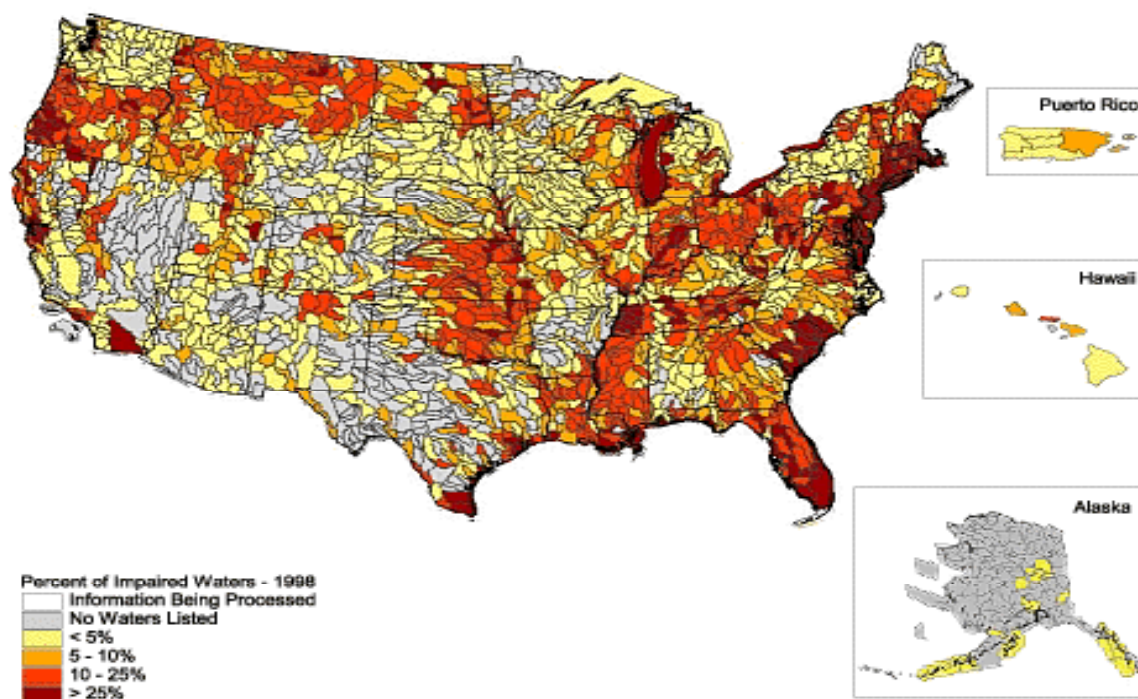 Puerto Rico
Hawaii
Alaska
Percent of Impaired Waters - 1998
Information Being Processed
No Waters Listed
< 5%
5 - 10%
10 - 25%
> 25%